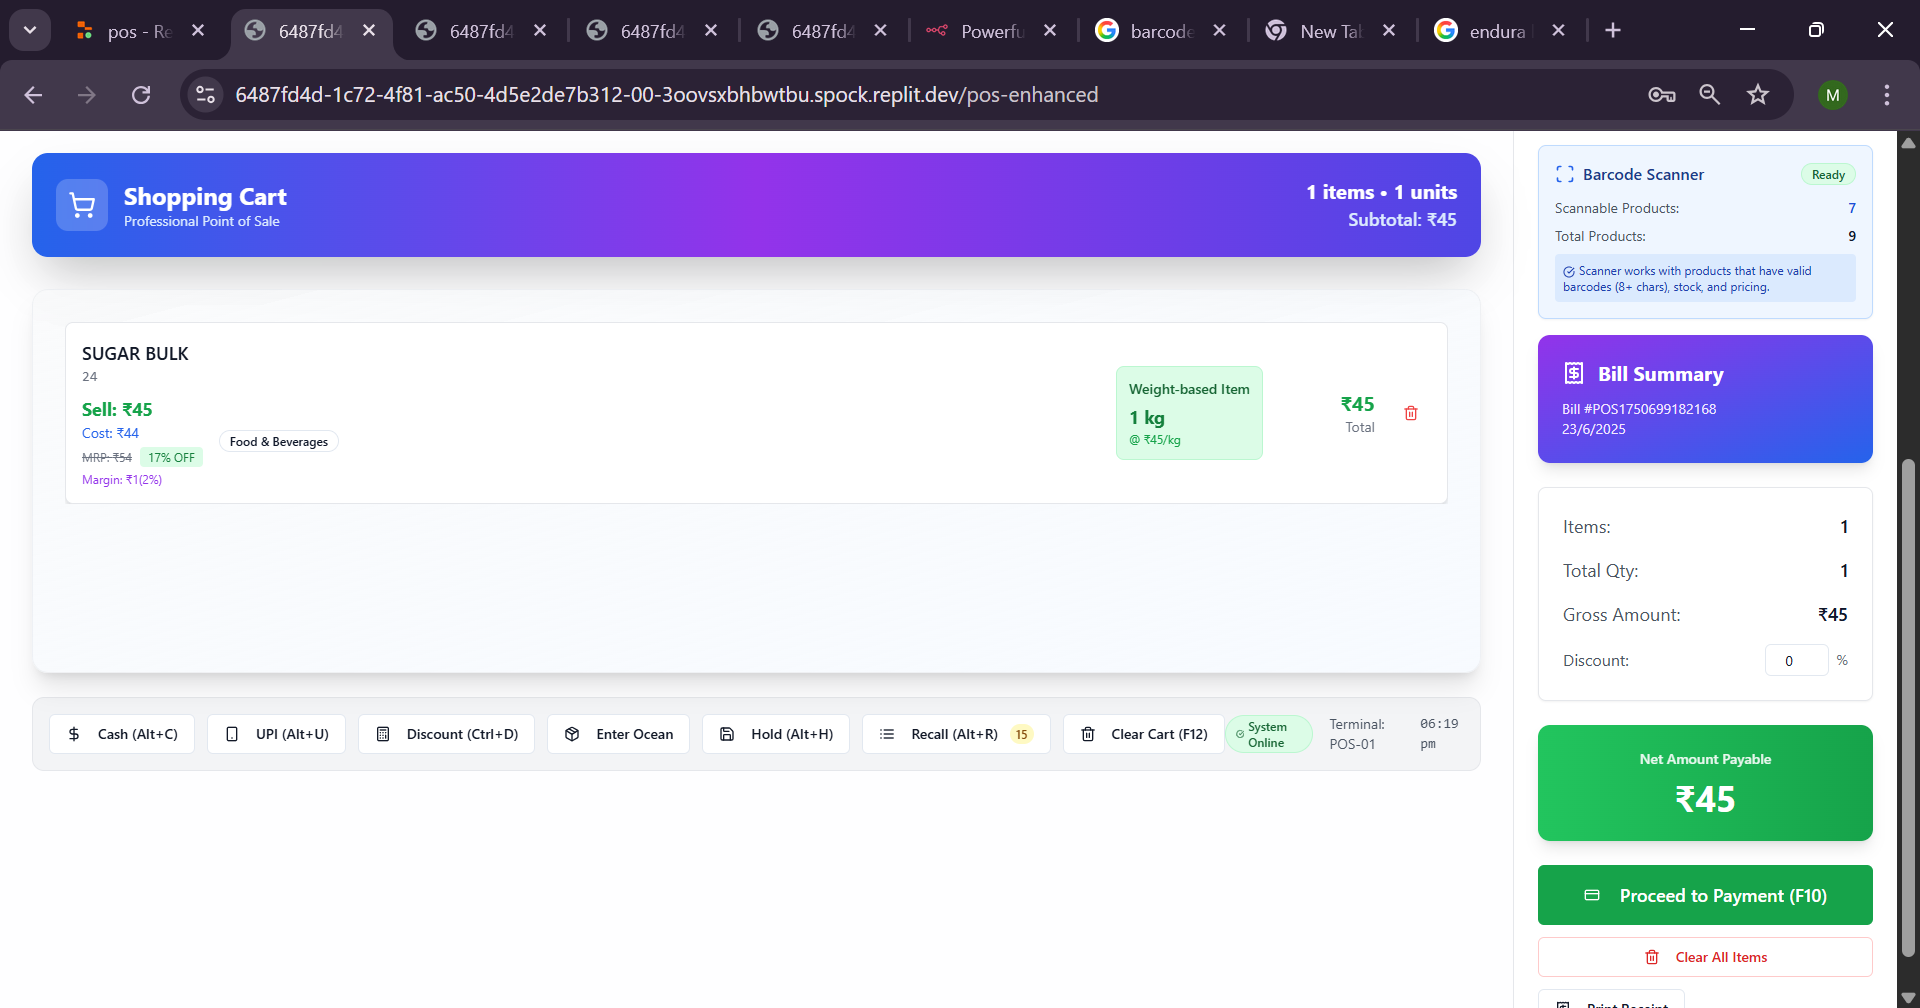 pos - Re
6487fd4
6487fd4
6487fd4
6487fd4
Powerfu
barcode
New Tab
endura
6487fd4d-1c72-4f81-ac50-4d5e2de7b312-00-3oovsxbhbwtbu.spock.replit.dev/pos-enhanced
M
Shopping Cart
Professional Point of Sale
1 items • 1 units
Subtotal: ₹45
SUGAR BULK
24
Sell: ₹45
Cost: ₹44
MRP: ₹54 17% OFF
Margin: ₹1(2%)
Food & Beverages
Weight-based Item
1 kg
@ ₹45/kg
₹45
Total
Cash (Alt+C)
UPI (Alt+U)
Discount (Ctrl+D)
Enter Ocean
Hold (Alt+H)
Recall (Alt+R) 15
Clear Cart (F12)
System
Online
Terminal:
POS-01
06:19
pm
Barcode Scanner
Ready
Scannable Products: 7
Total Products: 9
Scanner works with products that have valid
barcodes (8+ chars), stock, and pricing.
Bill Summary
Bill #POS1750699182168
23/6/2025
Items: 1
Total Qty: 1
Gross Amount: ₹45
Discount: 0 %
Net Amount Payable
₹45
Proceed to Payment (F10)
Clear All Items
Print Receipt